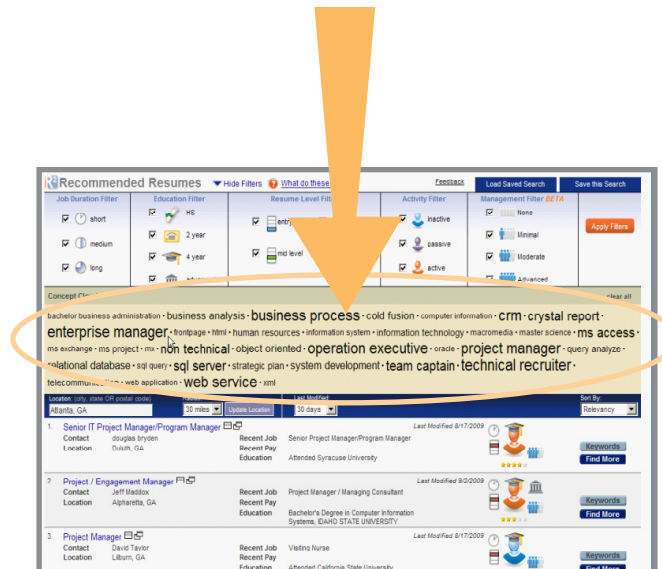 Recommended Resumes Hide Filters What do these Feedback Load Saved Search Save this Search
Job Duration Filter Education Filter Resume Level Activity Filter Management Filter BETA
short HS entry inactive None
medium 2 year mid level passive Minimal Apply Filters
long 4 year active Moderate
Advanced
Concept clear all
bachelor business administration · business analysis · business process · cold fusion · computer information · crm · crystal report ·
enterprise manager · frontpage · html · human resources · information system · information technology · macromedia · master science · ms access ·
ms exchange · ms project · mx · non technical · object oriented · operation executive · oracle · project manager · query analyze ·
relational database · sql query · sql server · strategic plan · system development · team captain · technical recruiter ·
telecommunication · web application · web service · xml
Location: (city, state OR postal code) Last Modified: Sort By:
Atlanta, GA 30 miles Update Location 30 days Relevancy
1. Senior IT Project Manager/Program Manager Last Modified 8/17/2009
Contact douglas bryden Recent Job Senior Project Manager/Program Manager
Location Duluth, GA Recent Pay Keywords
Education Attended Syracuse University Find More
2. Project / Engagement Manager Last Modified 9/2/2009
Contact Jeff Maddox Recent Job Project Manager / Managing Consultant
Location Alpharetta, GA Recent Pay Keywords
Education Bachelor's Degree in Computer Information Find More
Systems, IDAHO STATE UNIVERSITY
3. Project Manager Last Modified 8/17/2009
Contact David Taylor Recent Job Visiting Nurse
Location Lilburn, GA Recent Pay Keywords
Education Attended California State University Find More